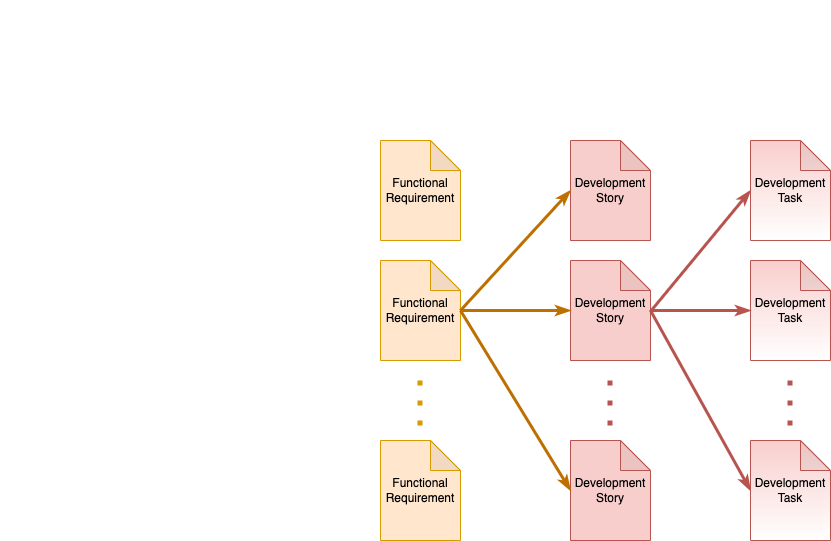 Functional
Requirement
Development
Story
Development
Task
Functional
Requirement
Development
Story
Development
Task
Functional
Requirement
Development
Story
Development
Task